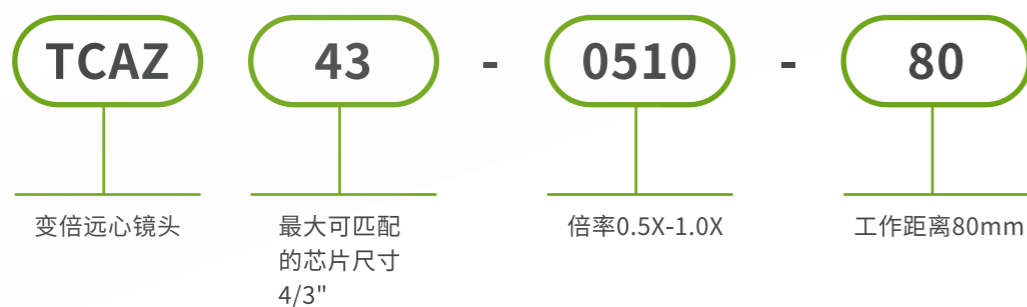 TCAZ 43 - 0510 - 80
变倍远心镜头
最大可匹配
的芯片尺寸
4/3"
倍率0.5X-1.0X
工作距离80mm